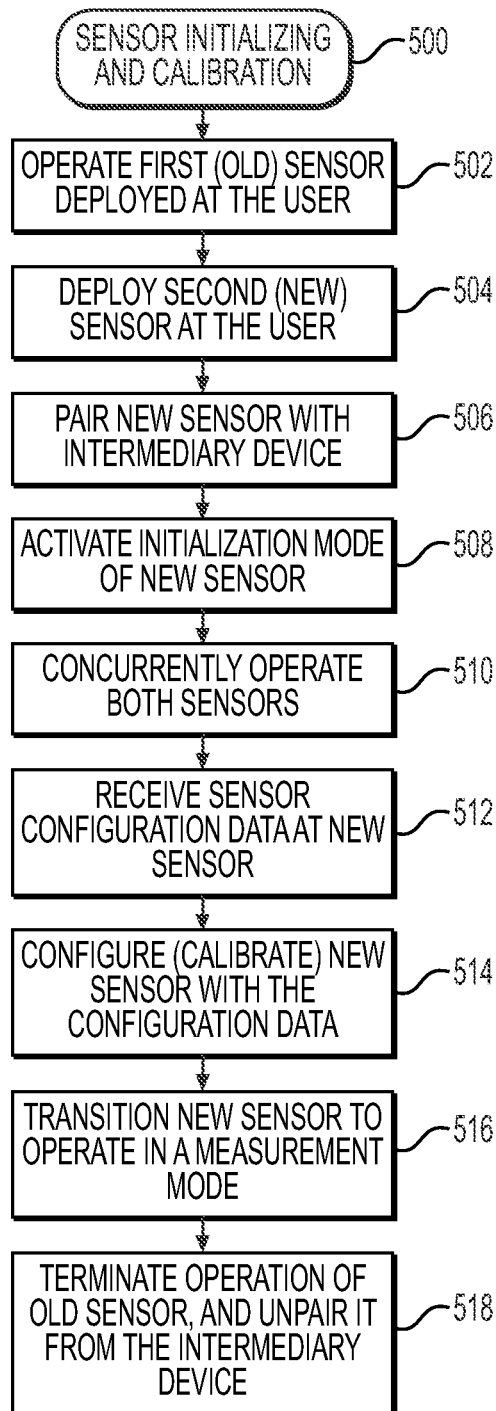 SENSOR INITIALIZING
AND CALIBRATION
500
OPERATE FIRST (OLD) SENSOR
DEPLOYED AT THE USER
502
DEPLOY SECOND (NEW)
SENSOR AT THE USER
504
PAIR NEW SENSOR WITH
INTERMEDIARY DEVICE
506
ACTIVATE INITIALIZATION MODE
OF NEW SENSOR
508
CONCURRENTLY OPERATE
BOTH SENSORS
510
RECEIVE SENSOR
CONFIGURATION DATA AT NEW
SENSOR
512
CONFIGURE (CALIBRATE) NEW
SENSOR WITH THE
CONFIGURATION DATA
514
TRANSITION NEW SENSOR TO
OPERATE IN A MEASUREMENT
MODE
516
TERMINATE OPERATION OF
OLD SENSOR, AND UNPAIR IT
FROM THE INTERMEDIARY
DEVICE
518